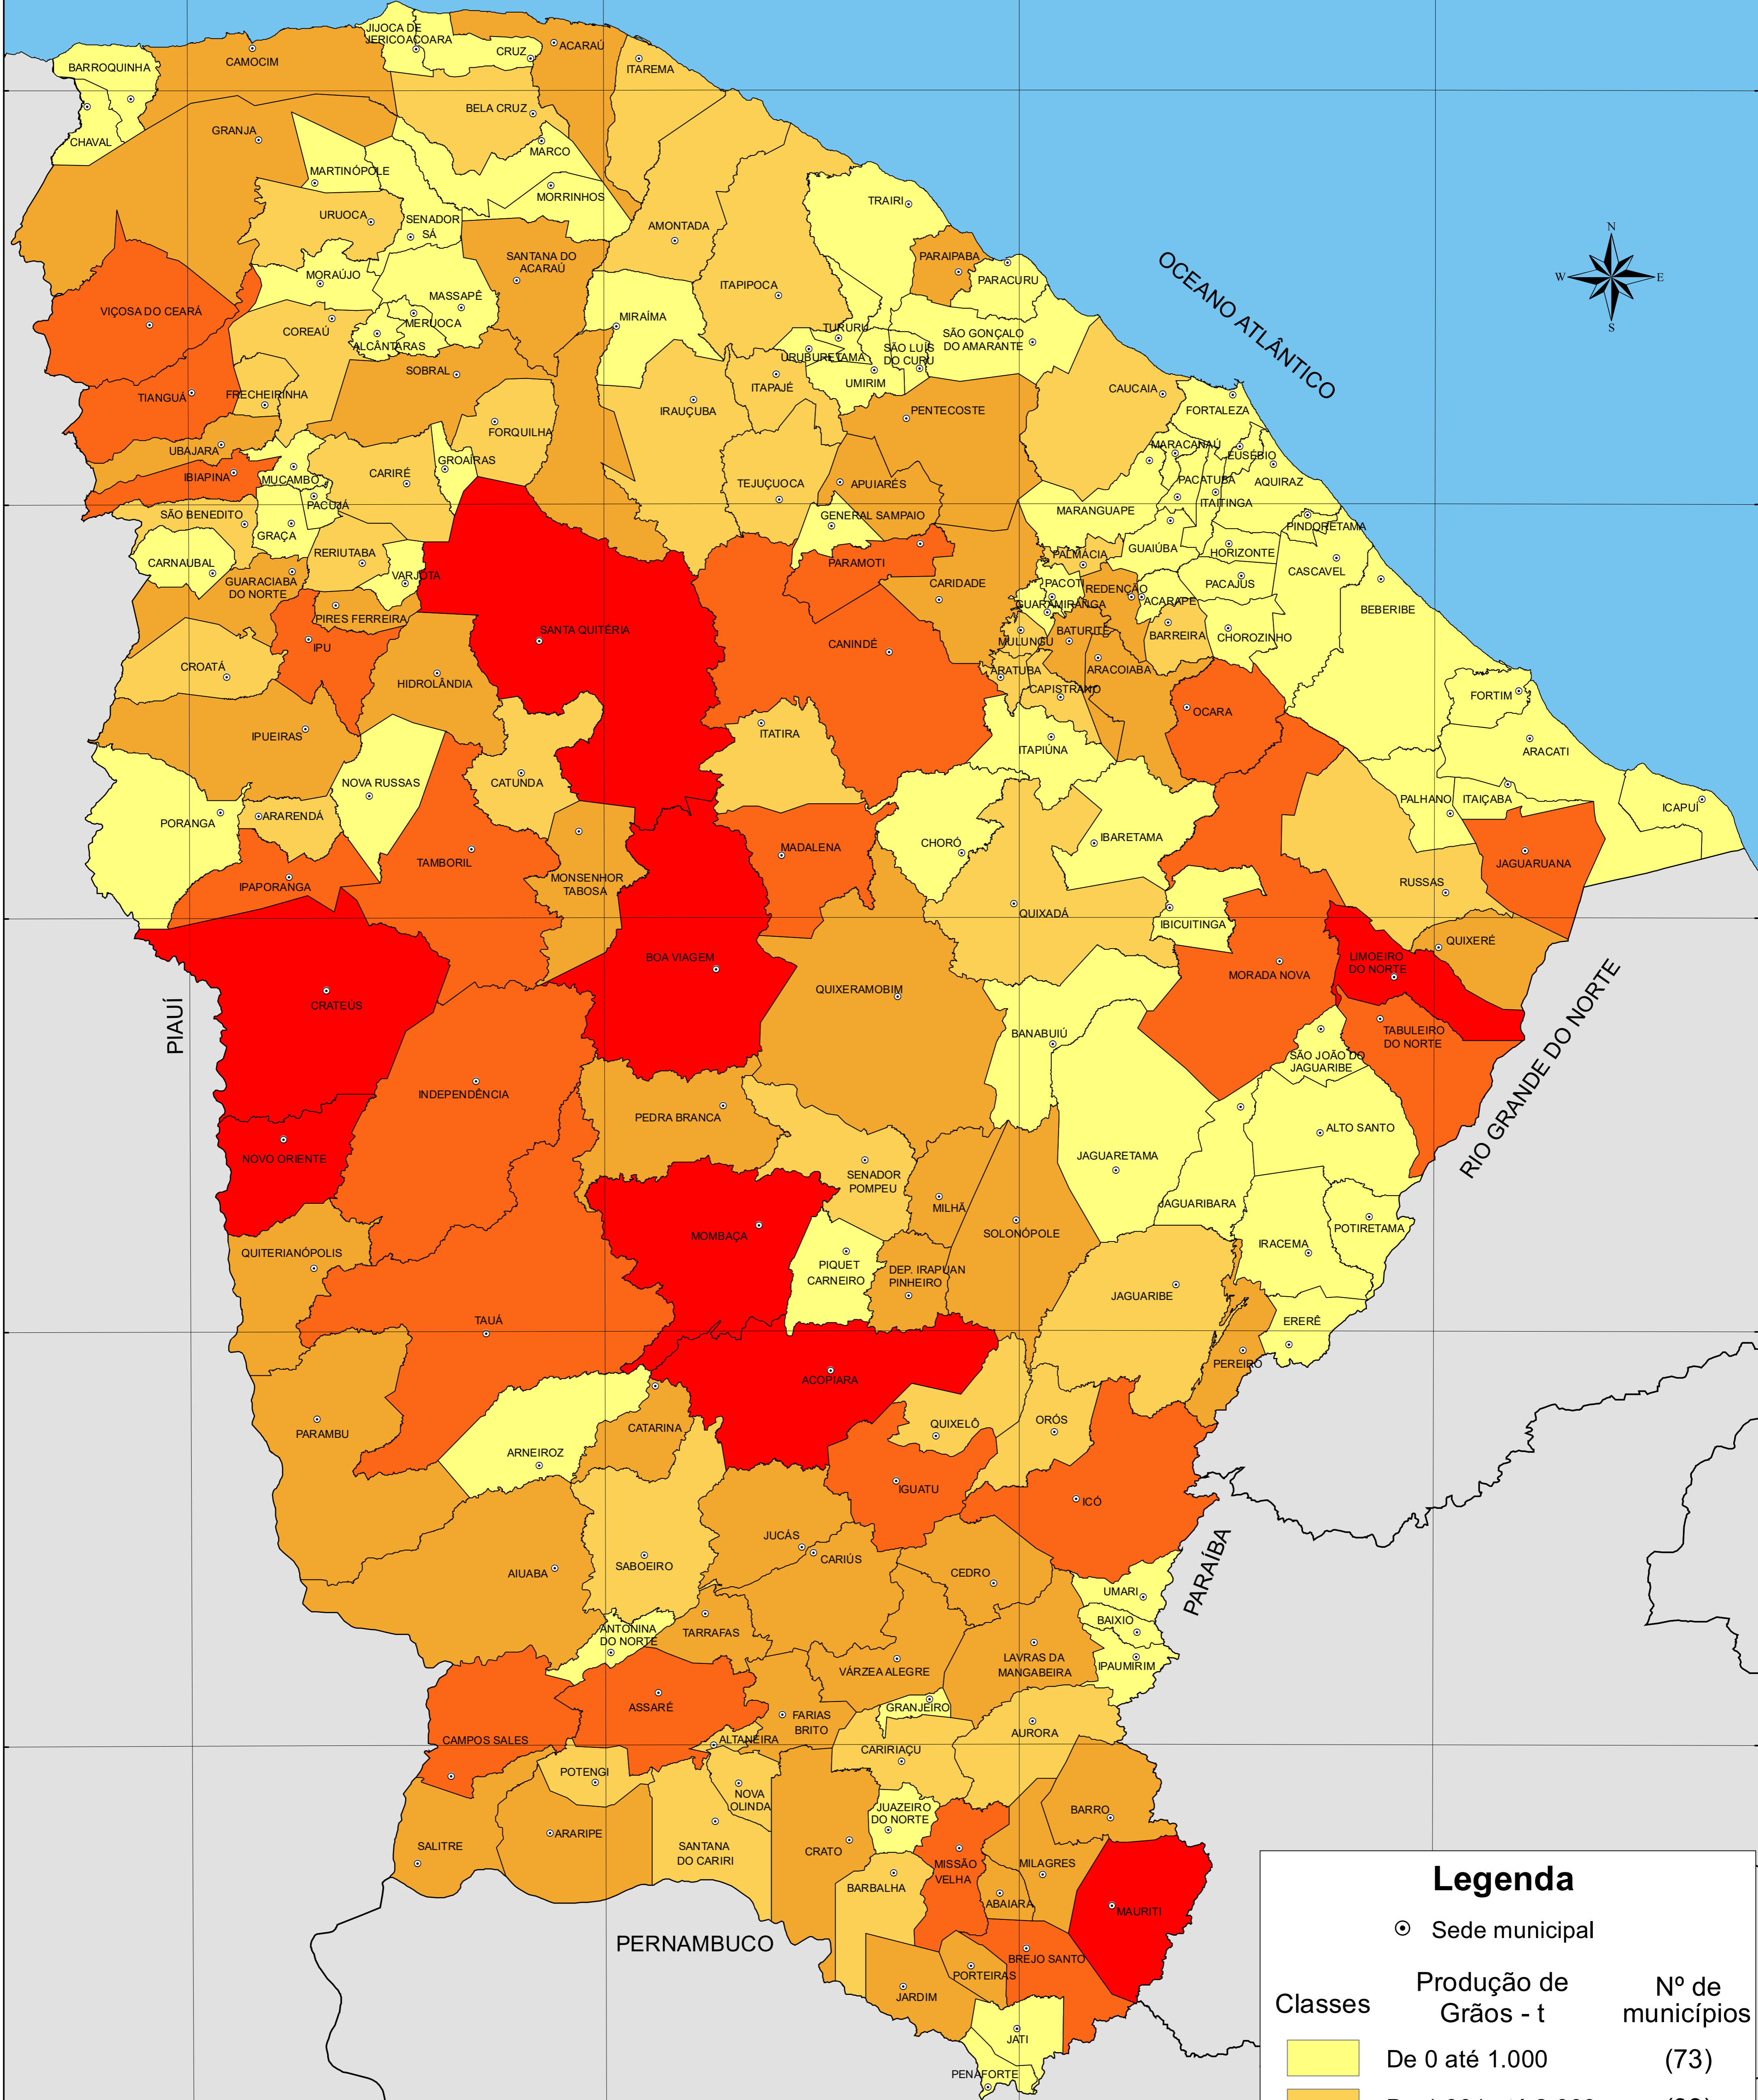 JIJOCA DE
JERICOACOARA
CRUZ
ACARAÚ
BARROQUINHA
CAMOCIM
ITAREMA
BELA CRUZ
CHAVAL
GRANJA
MARCO
MARTINÓPOLE
MORRINHOS
TRAIRI
URUOCA
SENADOR
SÁ
AMONTADA
N
W
E
S
SANTANA DO
ACARAÚ
PARAIPABA
PARACURU
OCEANO ATLÂNTICO
MORAÚJO
MASSAPÊ
ITAPIPOCA
VIÇOSA DO CEARÁ
MERUOCA
MIRAÍMA
COREAÚ
ALCÂNTARAS
TURURU
URUBURETAMA
SÃO LUÍS
DO CURU
SÃO GONÇALO
DO AMARANTE
SOBRAL
ITAPAJÉ
UMIRIM
CAUCAIA
TIANGUÁ
FRECHEIRINHA
IRAUÇUBA
PENTECOSTE
FORTALEZA
FORQUILHA
UBAJARA
MARACANAÚ
EUSÉBIO
IBIAPINA
MUCAMBO
CARIRÉ
GROAÍRAS
TEJUÇUOCA
APUIARÉS
PACATUBA
AQUIRAZ
PACUJÁ
ITAITINGA
SÃO BENEDITO
GENERAL SAMPAIO
MARANGUAPE
PINDORETAMA
GRAÇA
RERIUTABA
PALMÁCIA
GUAIÚBA
HORIZONTE
CARNAUBAL
VARJOTA
PARAMOTI
CASCAVEL
GUARACIABA
DO NORTE
CARIDADE
PACOTI
REDENÇÃO
PACAJUS
GUARAMIRANGA
ACARAPE
BEBERIBE
PIRES FERREIRA
SANTA QUITÉRIA
BATURITÉ
BARREIRA
CHOROZINHO
IPU
CANINDÉ
MULUNGU
CROATÁ
ARATUBA
ARACOIABA
HIDROLÂNDIA
CAPISTRANO
FORTIM
OCARA
IPUEIRAS
ITATIRA
ITAPIÚNA
ARACATI
NOVA RUSSAS
CATUNDA
PALHANO
ITAIÇABA
ICAPUÍ
PORANGA
ARARENDÁ
IBARETAMA
CHORÓ
MADALENA
TAMBORIL
JAGUARUANA
MONSENHOR
TABOSA
IPAPORANGA
RUSSAS
QUIXADÁ
IBICUITINGA
QUIXERÉ
BOA VIAGEM
LIMOEIRO
DO NORTE
MORADA NOVA
QUIXERAMOBIM
CRATEÚS
PIAUÍ
BANABUIÚ
TABULEIRO
DO NORTE
RIO GRANDE DO NORTE
SÃO JOÃO DO
JAGUARIBE
INDEPENDÊNCIA
PEDRA BRANCA
ALTO SANTO
NOVO ORIENTE
JAGUARETAMA
SENADOR
POMPEU
JAGUARIBARA
MILHÃ
POTIRETAMA
MOMBAÇA
SOLONÓPOLE
IRACEMA
QUITERIANÓPOLIS
PIQUET
CARNEIRO
DEP. IRAPUAN
PINHEIRO
JAGUARIBE
TAUÁ
ERERÊ
PEREIRO
ACOPIARA
PARAMBU
CATARINA
QUIXELÔ
ORÓS
ARNEIROZ
IGUATU
ICÓ
JUCÁS
CARIÚS
AIUABA
SABOEIRO
CEDRO
PARAÍBA
UMARI
BAIXIO
ANTONINA
DO NORTE
TARRAFAS
VÁRZEA ALEGRE
LAVRAS DA
MANGABEIRA
IPAUMIRIM
ASSARÉ
GRANJEIRO
FARIAS
BRITO
AURORA
CAMPOS SALES
ALTANEIRA
CARIRIAÇU
POTENGI
NOVA
OLINDA
JUAZEIRO
DO NORTE
BARRO
ARARIPE
SALITRE
SANTANA
DO CARIRI
CRATO
MISSÃO
VELHA
MILAGRES
BARBALHA
ABAIARA
MAURITI
PERNAMBUCO
BREJO SANTO
PORTEIRAS
JARDIM
JATI
PENAFORTE
Legenda
Sede municipal
Classes
Produção de
Grãos - t
Nº de
municípios
De 0 até 1.000
(73)